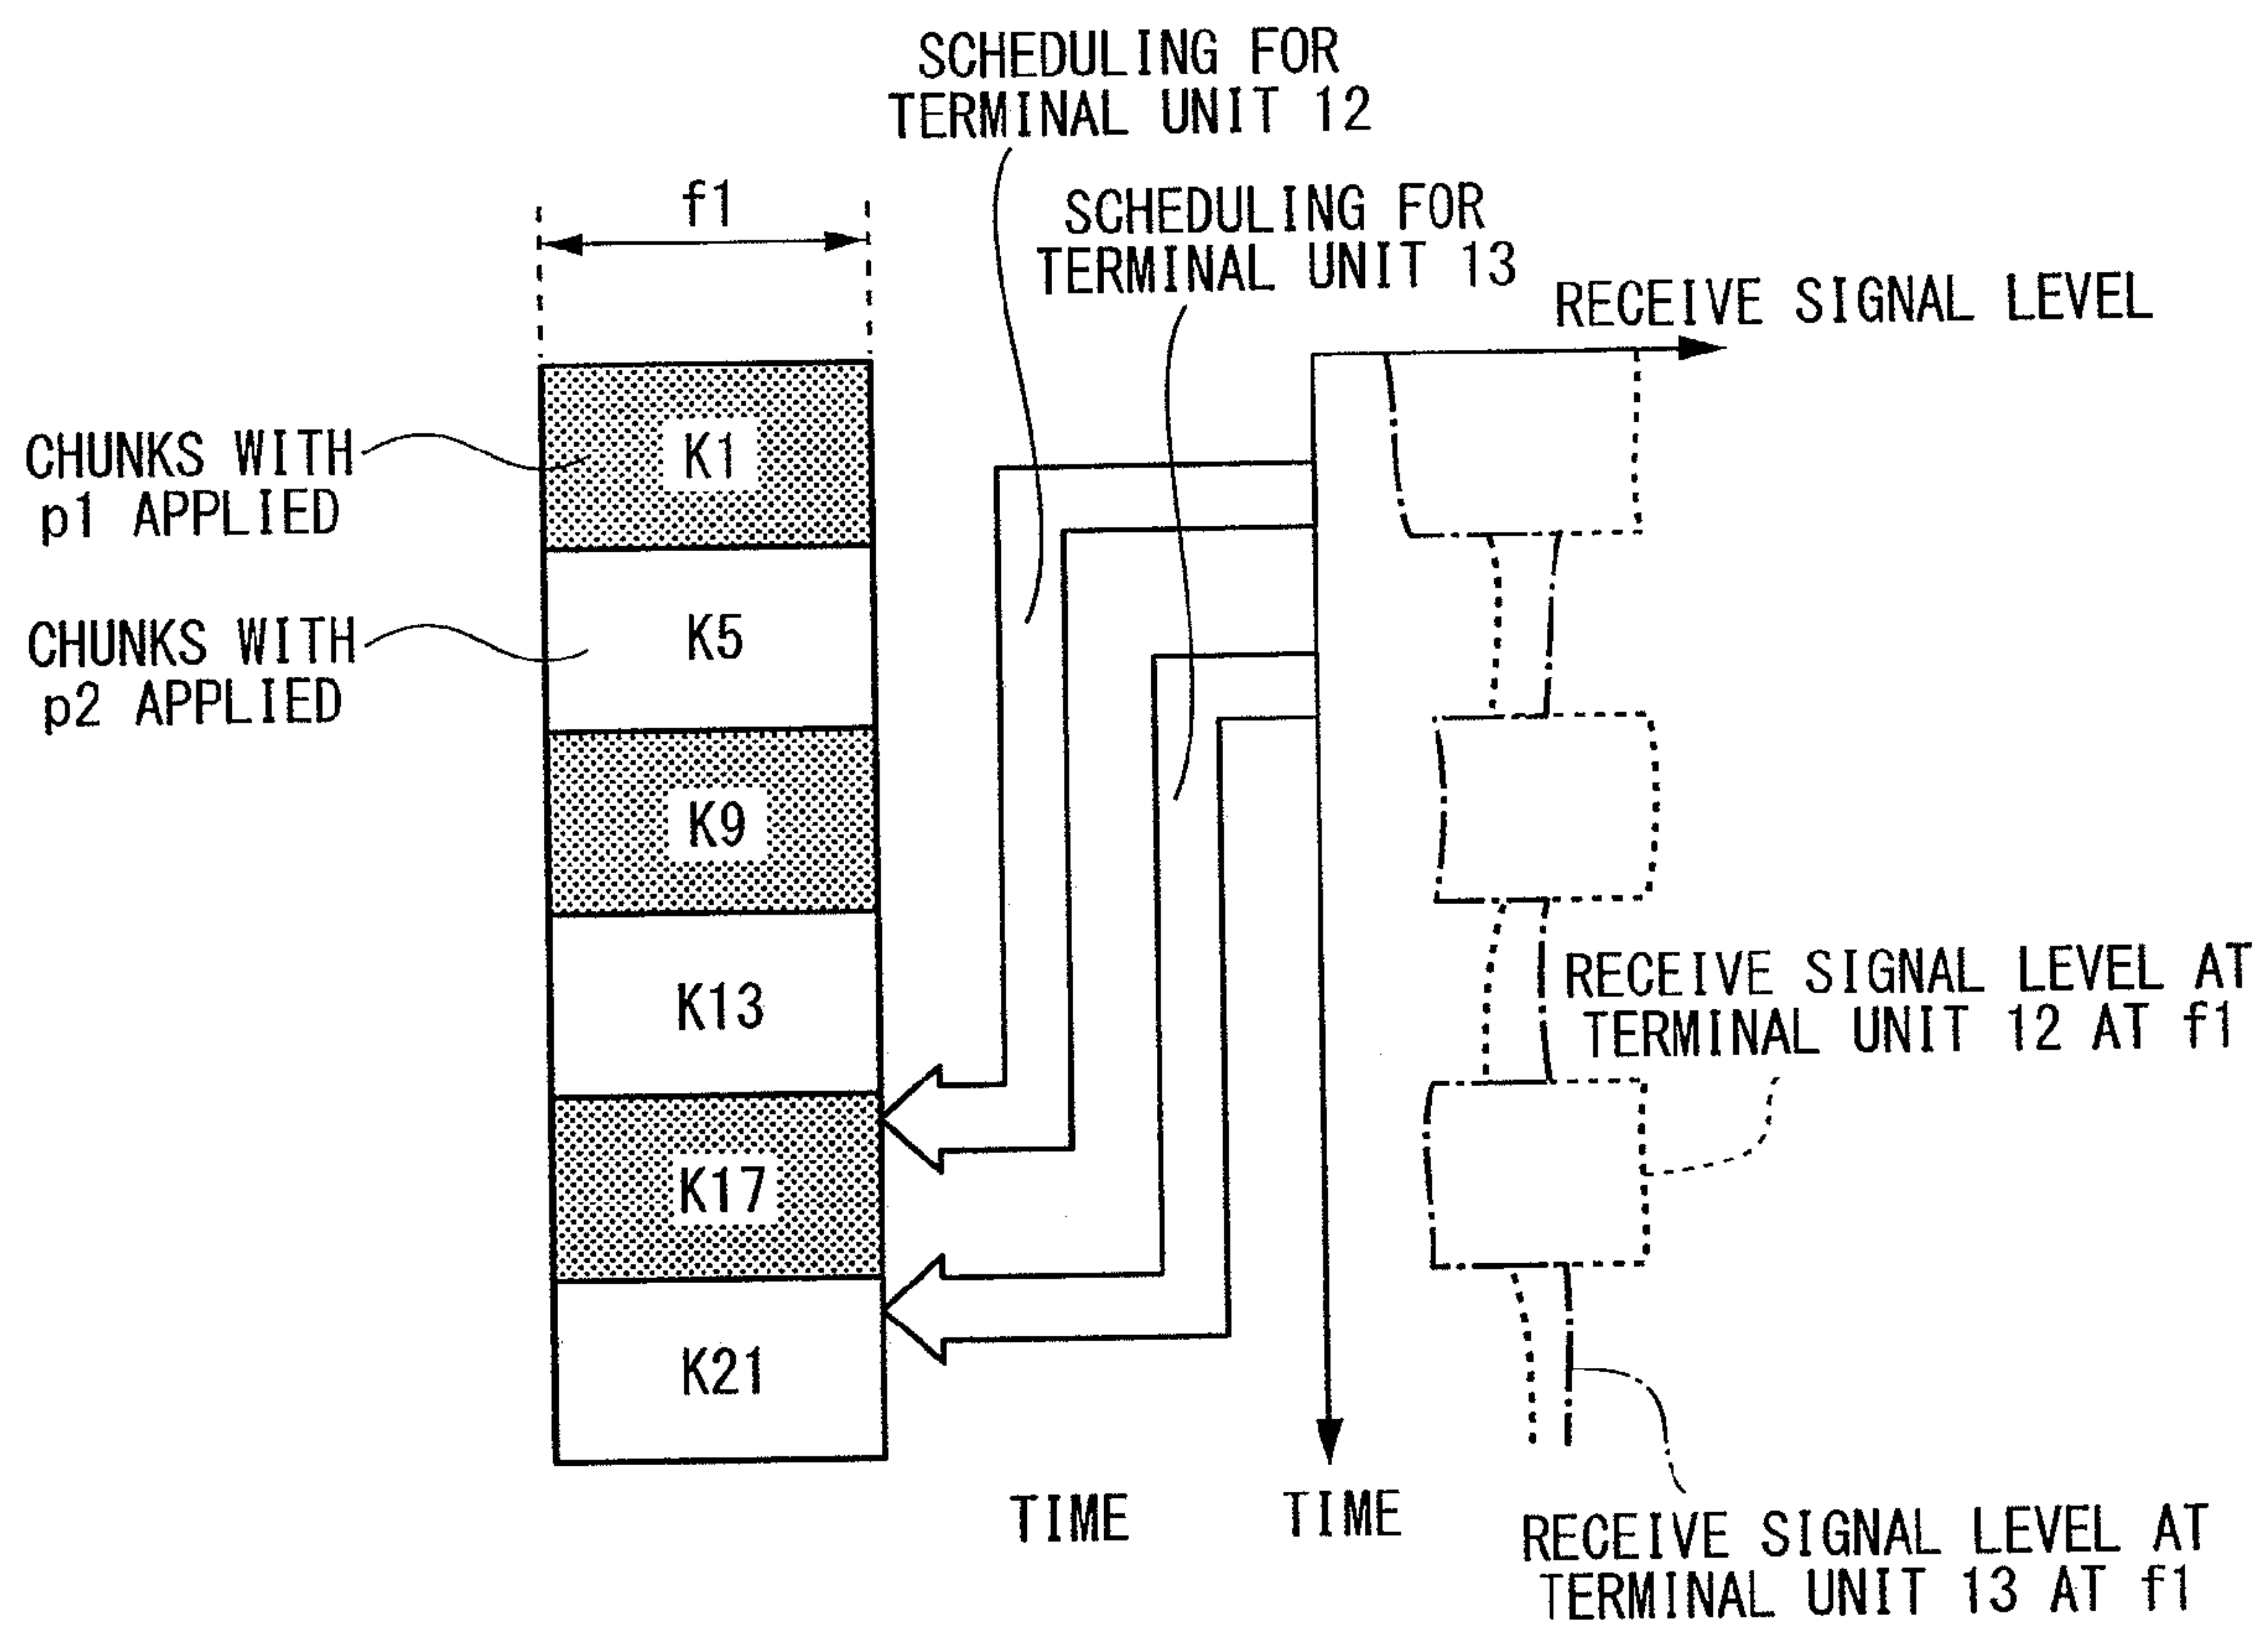 SCHEDULING FOR
TERMINAL UNIT 12
f1
SCHEDULING FOR
TERMINAL UNIT 13
RECEIVE SIGNAL LEVEL
CHUNKS WITH
p1 APPLIED
K1
CHUNKS WITH
p2 APPLIED
K5
K9
K13
RECEIVE SIGNAL LEVEL AT
TERMINAL UNIT 12 AT f1
K17
K21
TIME
TIME
RECEIVE SIGNAL LEVEL AT
TERMINAL UNIT 13 AT f1